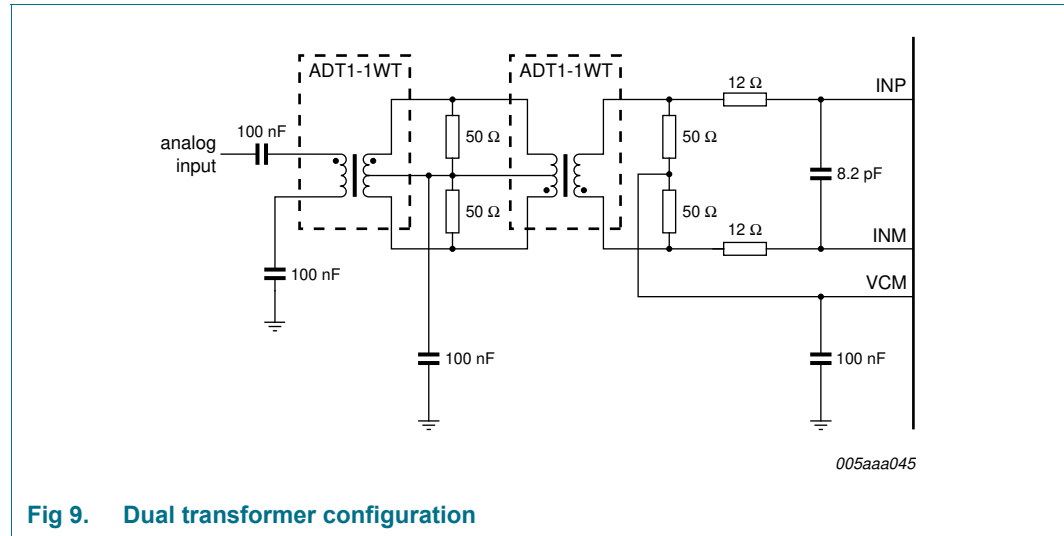 ADT1-1WT
ADT1-1WT
12 Ω
INP
analog
input
100 nF
50 Ω
50 Ω
8.2 pF
50 Ω
50 Ω
12 Ω
INM
VCM
100 nF
100 nF
100 nF
005aaa045
Fig 9. Dual transformer configuration